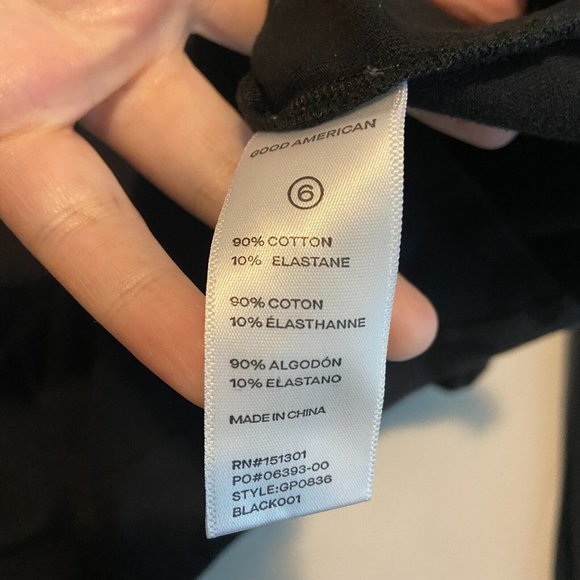 GOOD AMERICAN
6
90% COTTON
10% ELASTANE
90% COTON
10% ÉLASTHANNE
90% ALGODÓN
10% ELASTANO
MADE IN CHINA
RN#151301
PO#06393-00
STYLE:GP0836
BLACK001